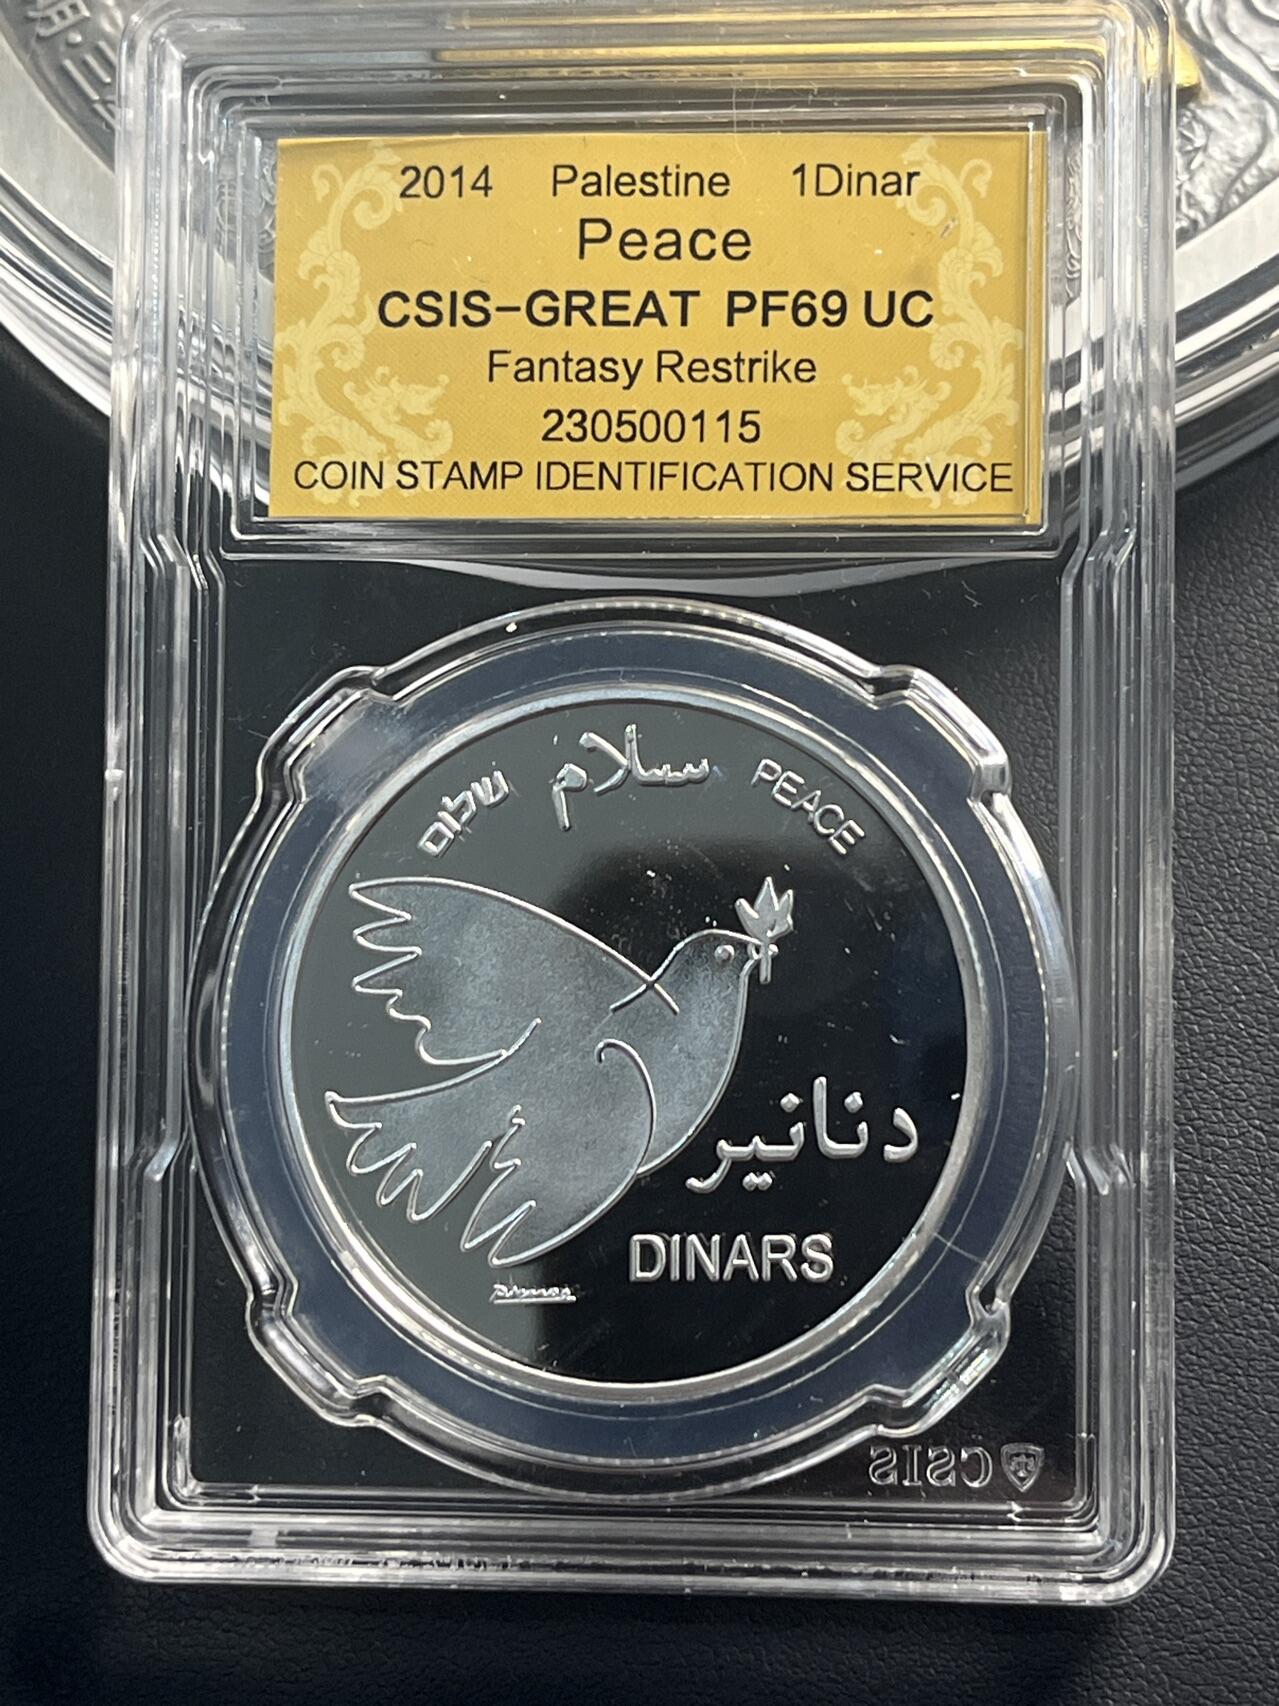 2014 Palestine 1Dinar
Peace
CSIS-GREAT PF69 UC
Fantasy Restrike
230500115
COIN STAMP IDENTIFICATION SERVICE
שלום سلام PEACE
دنانير
DINARS
CSIS